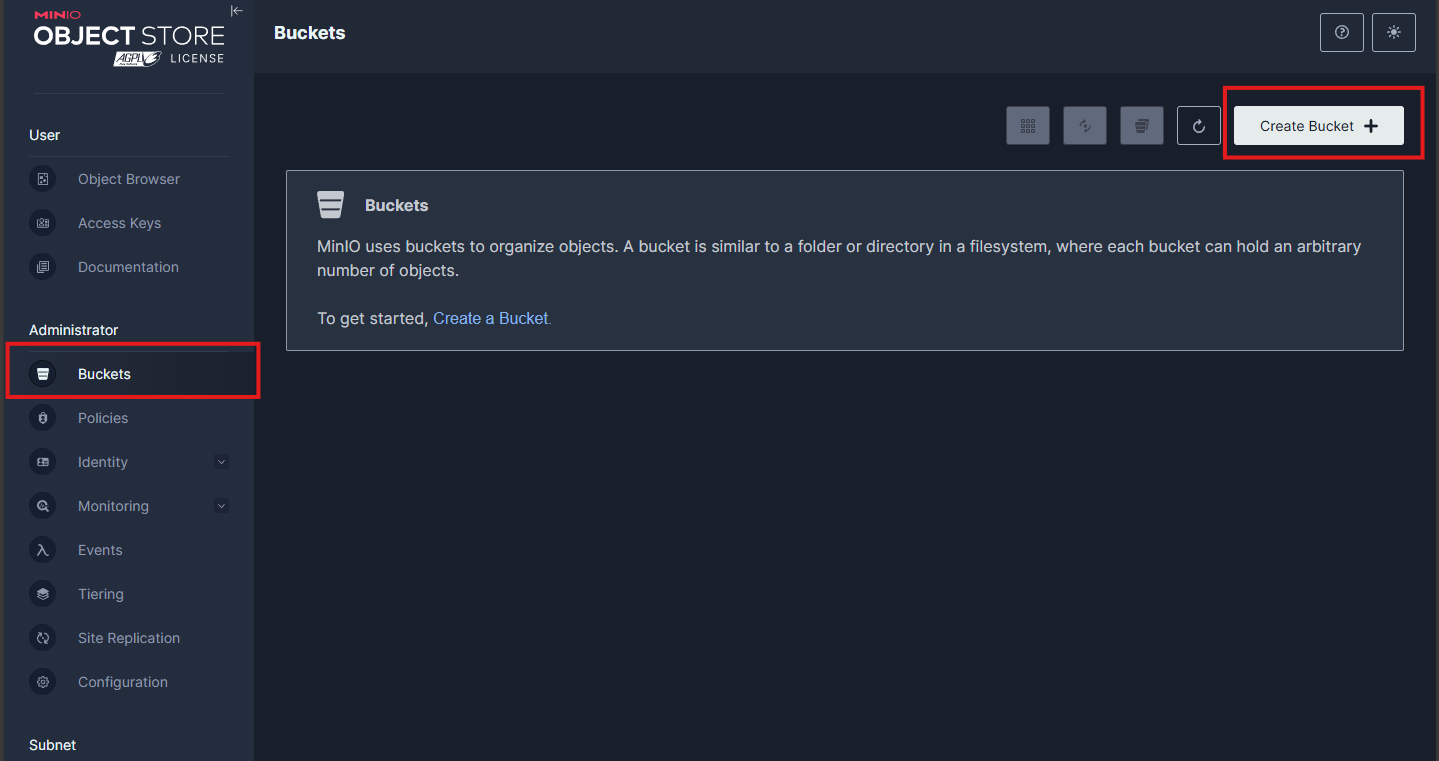 MINIO
OBJECT STORE
AGPL LICENSE
User
Object Browser
Access Keys
Documentation
Administrator
Buckets
Policies
Identity
Monitoring
Events
Tiering
Site Replication
Configuration
Subnet
Buckets
Create Bucket
Buckets
MinIO uses buckets to organize objects. A bucket is similar to a folder or directory in a filesystem, where each bucket can hold an arbitrary
number of objects.
To get started, Create a Bucket.